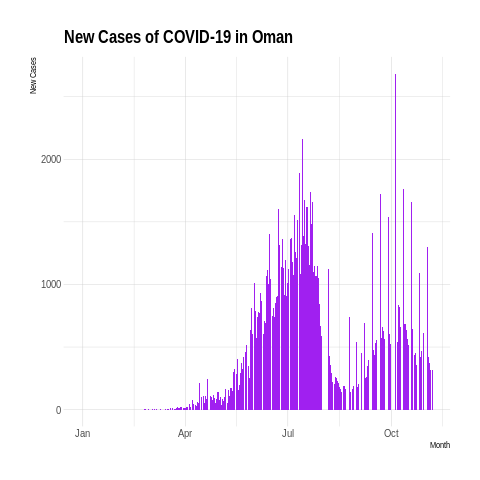 New Cases of COVID-19 in Oman
New Cases
2000
1000
0
Jan Apr Jul Oct
Month